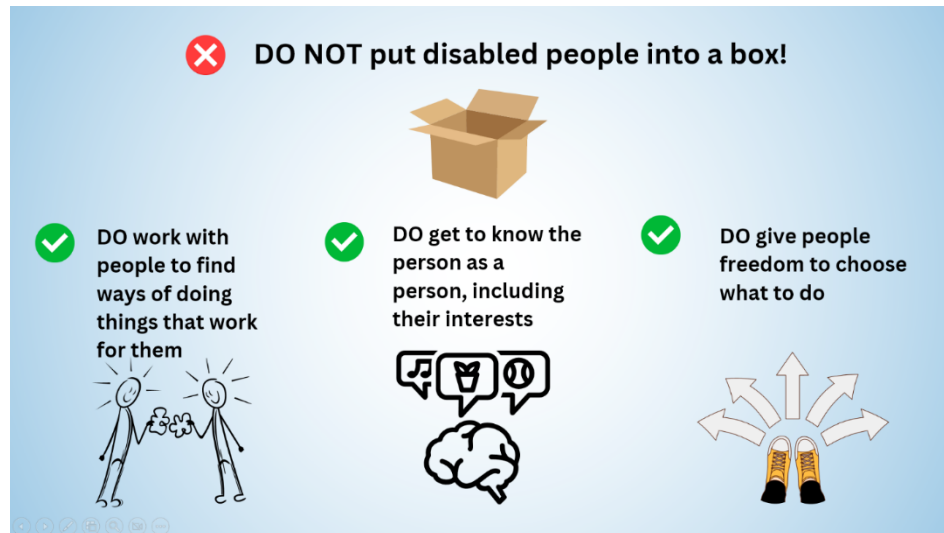 DO NOT put disabled people into a box!
DO work with
people to find
ways of doing
things that work
for them
DO get to know the
person as a
person, including
their interests
DO give people
freedom to choose
what to do